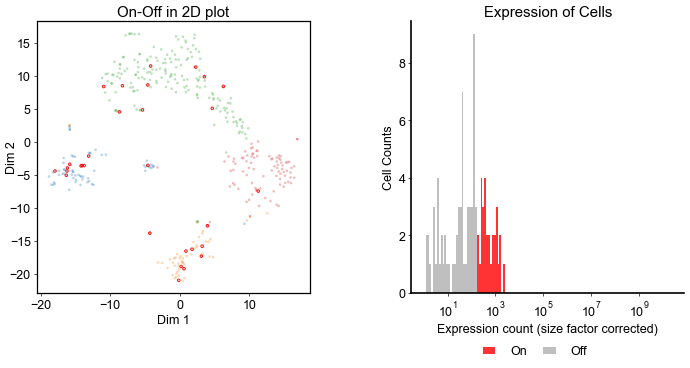 On-Off in 2D plot
Dim 2
15
10
5
0
−5
−10
−15
−20
−20
−10
0
10
Dim 1
Expression of Cells
Cell Counts
8
6
4
2
0
10^1
10^3
10^5
10^7
10^9
Expression count (size factor corrected)
On
Off